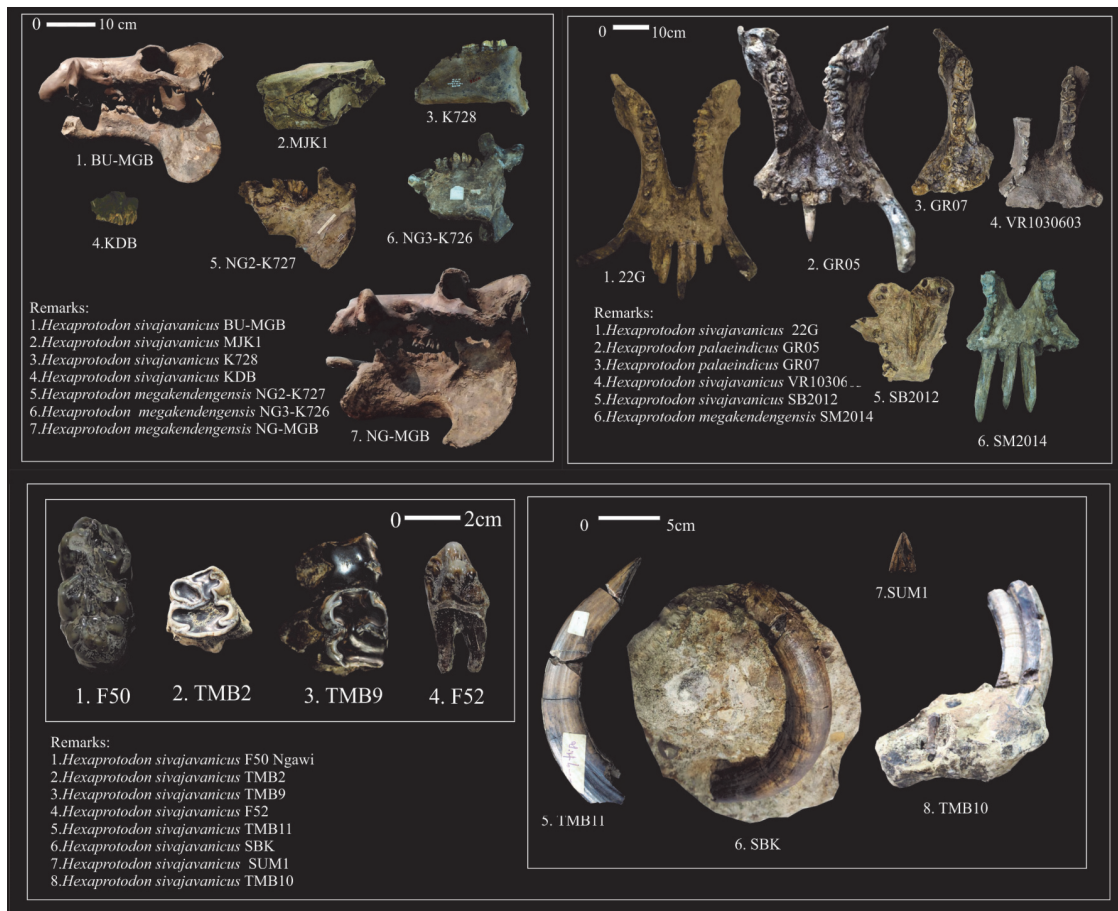 0 10 cm
1. BU-MGB
2.MJK1
3. K728
4.KDB
5. NG2-K727
6. NG3-K726
Remarks:
1.Hexaprotodon sivajavanicus BU-MGB
2.Hexaprotodon sivajavanicus MJK1
3.Hexaprotodon sivajavanicus K728
4.Hexaprotodon sivajavanicus KDB
5.Hexaprotodon megakendengensis NG2-K727
6.Hexaprotodon megakendengensis NG3-K726
7.Hexaprotodon megakendengensis NG-MGB
7. NG-MGB
0 10cm
1. 22G
2. GR05
3. GR07
4. VR1030603
Remarks:
1.Hexaprotodon sivajavanicus 22G
2.Hexaprotodon palaeindicus GR05
3.Hexaprotodon palaeindicus GR07
4.Hexaprotodon sivajavanicus VR10306
5.Hexaprotodon sivajavanicus SB2012
6.Hexaprotodon megakendengensis SM2014
5. SB2012
6. SM2014
0 2cm
1. F50
2. TMB2
3. TMB9
4. F52
Remarks:
1.Hexaprotodon sivajavanicus F50 Ngawi
2.Hexaprotodon sivajavanicus TMB2
3.Hexaprotodon sivajavanicus TMB9
4.Hexaprotodon sivajavanicus F52
5.Hexaprotodon sivajavanicus TMB11
6.Hexaprotodon sivajavanicus SBK
7.Hexaprotodon sivajavanicus SUM1
8.Hexaprotodon sivajavanicus TMB10
0 5cm
5. TMB11
6. SBK
7.SUM1
8. TMB10